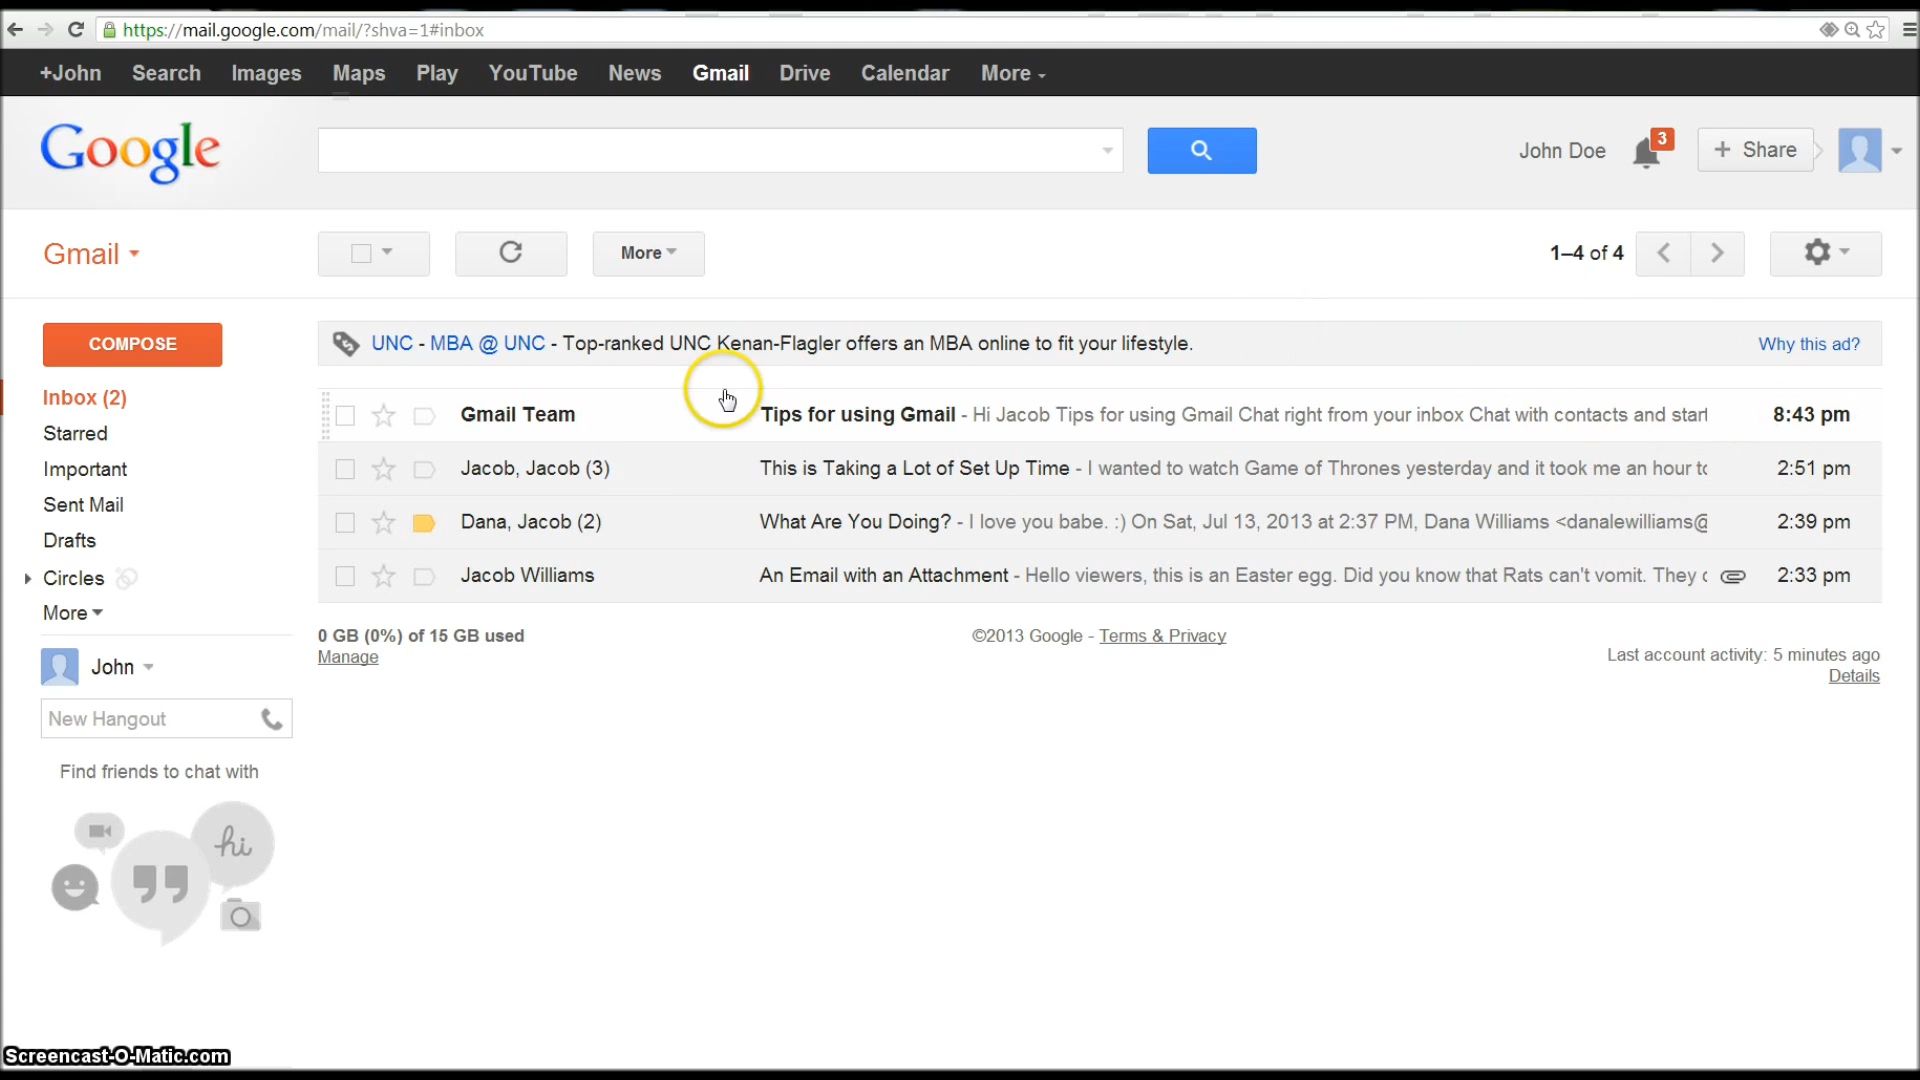 https://mail.google.com/mail/?shva=1#inbox
+John Search Images Maps Play YouTube News Gmail Drive Calendar More
Google
John Doe 3 + Share
Gmail More 1–4 of 4
COMPOSE
UNC - MBA @ UNC - Top-ranked UNC Kenan-Flagler offers an MBA online to fit your lifestyle. Why this ad?
Inbox (2)
Starred
Important
Sent Mail
Drafts
Circles
More
Gmail Team Tips for using Gmail - Hi Jacob Tips for using Gmail Chat right from your inbox Chat with contacts and start 8:43 pm
Jacob, Jacob (3) This is Taking a Lot of Set Up Time - I wanted to watch Game of Thrones yesterday and it took me an hour to 2:51 pm
Dana, Jacob (2) What Are You Doing? - I love you babe. :) On Sat, Jul 13, 2013 at 2:37 PM, Dana Williams <danalewilliams@ 2:39 pm
Jacob Williams An Email with an Attachment - Hello viewers, this is an Easter egg. Did you know that Rats can't vomit. They 2:33 pm
0 GB (0%) of 15 GB used
Manage
©2013 Google - Terms & Privacy
Last account activity: 5 minutes ago
Details
John
New Hangout
Find friends to chat with
hi
Screencast-O-Matic.com